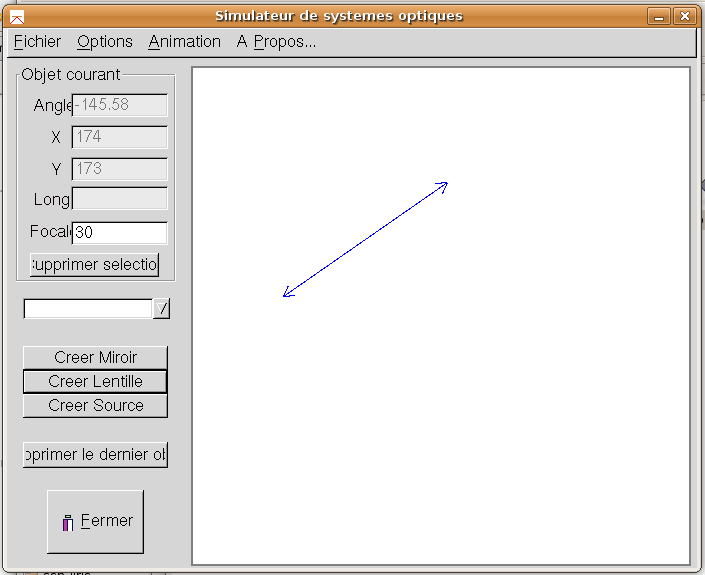 Simulateur de systemes optiques
Fichier Options Animation A Propos...
Objet courant
Angle -145.58
X 174
Y 173
Long
Focale 30
upprimer selectio
Creer Miroir
Creer Lentille
Creer Source
pprimer le dernier ob
Fermer